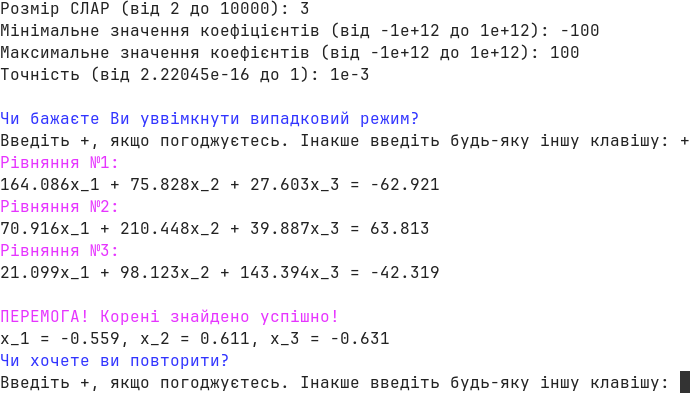 Розмір СЛАР (від 2 до 10000): 3
Мінімальне значення коефіцієнтів (від -1e+12 до 1e+12): -100
Максимальне значення коефієнтів (від -1e+12 до 1e+12): 100
Точність (від 2.22045e-16 до 1): 1e-3
Чи бажаєте Ви уввімкнути випадковий режим?
Введіть +, якщо погоджуєтесь. Інакше введіть будь-яку іншу клавішу: +
Рівняння №1:
164.086x_1 + 75.828x_2 + 27.603x_3 = -62.921
Рівняння №2:
70.916x_1 + 210.448x_2 + 39.887x_3 = 63.813
Рівняння №3:
21.099x_1 + 98.123x_2 + 143.394x_3 = -42.319
ПЕРЕМОГА! Корені знайдено успішно!
x_1 = -0.559, x_2 = 0.611, x_3 = -0.631
Чи хочете ви повторити?
Введіть +, якщо погоджуєтесь. Інакше введіть будь-яку іншу клавішу: